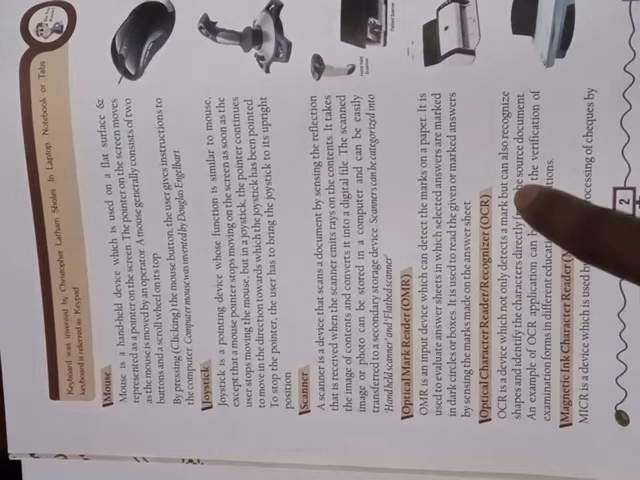 Keyboard was invented by Christopher Latham Sholes In Laptop, Notebook or Tabs
keyboard is referred to Keypad.
Mouse
Mouse is a hand-held device which is used on a flat surface &
represented as a pointer on the screen. The pointer on the screen moves
as the mouse is moved by an operator. A mouse generally consists of two
buttons and a scroll wheel on its top.
By pressing (Clicking) the mouse button, the user gives instructions to
the computer. Computer mouse was invented by Douglas Engelbart.
Joystick
Joystick is a pointing device whose function is similar to mouse,
except that a mouse pointer stops moving on the screen as soon as the
user stops moving the mouse, but in a joystick, the pointer continues
to move in the direction towards which the joystick has been pointed.
To stop the pointer, the user has to bring the joystick to its upright
position
Scanner
A scanner is a device that scans a document by sensing the reflection
that is received when the scanner emits rays on the contents. It takes
the image of contents and converts it into a digital file. The scanned
image or photo can be stored in a computer and can be easily
transferred to a secondary storage device. Scanners can be categorized into
'Hand held scanner' and 'Flatbed scanner'
Hand held
Scanner
Flatbed Scanner
Optical Mark Reader (OMR)
OMR is an input device which can detect the marks on a paper. It is
used to evaluate answer sheets in which selected answers are marked
in dark circles or boxes. It is used to read the given or marked answers
by sensing the marks made on the answer sheet.
Optical Character Reader/Recognizer (OCR)
OCR is a device which not only detects a mark but can also recognize
shapes and identify the characters directly the source document.
An example of OCR application can the verification of
examination forms in different
Magnetic Ink Character Reader
MICR is a device which is used processing of cheques by
2